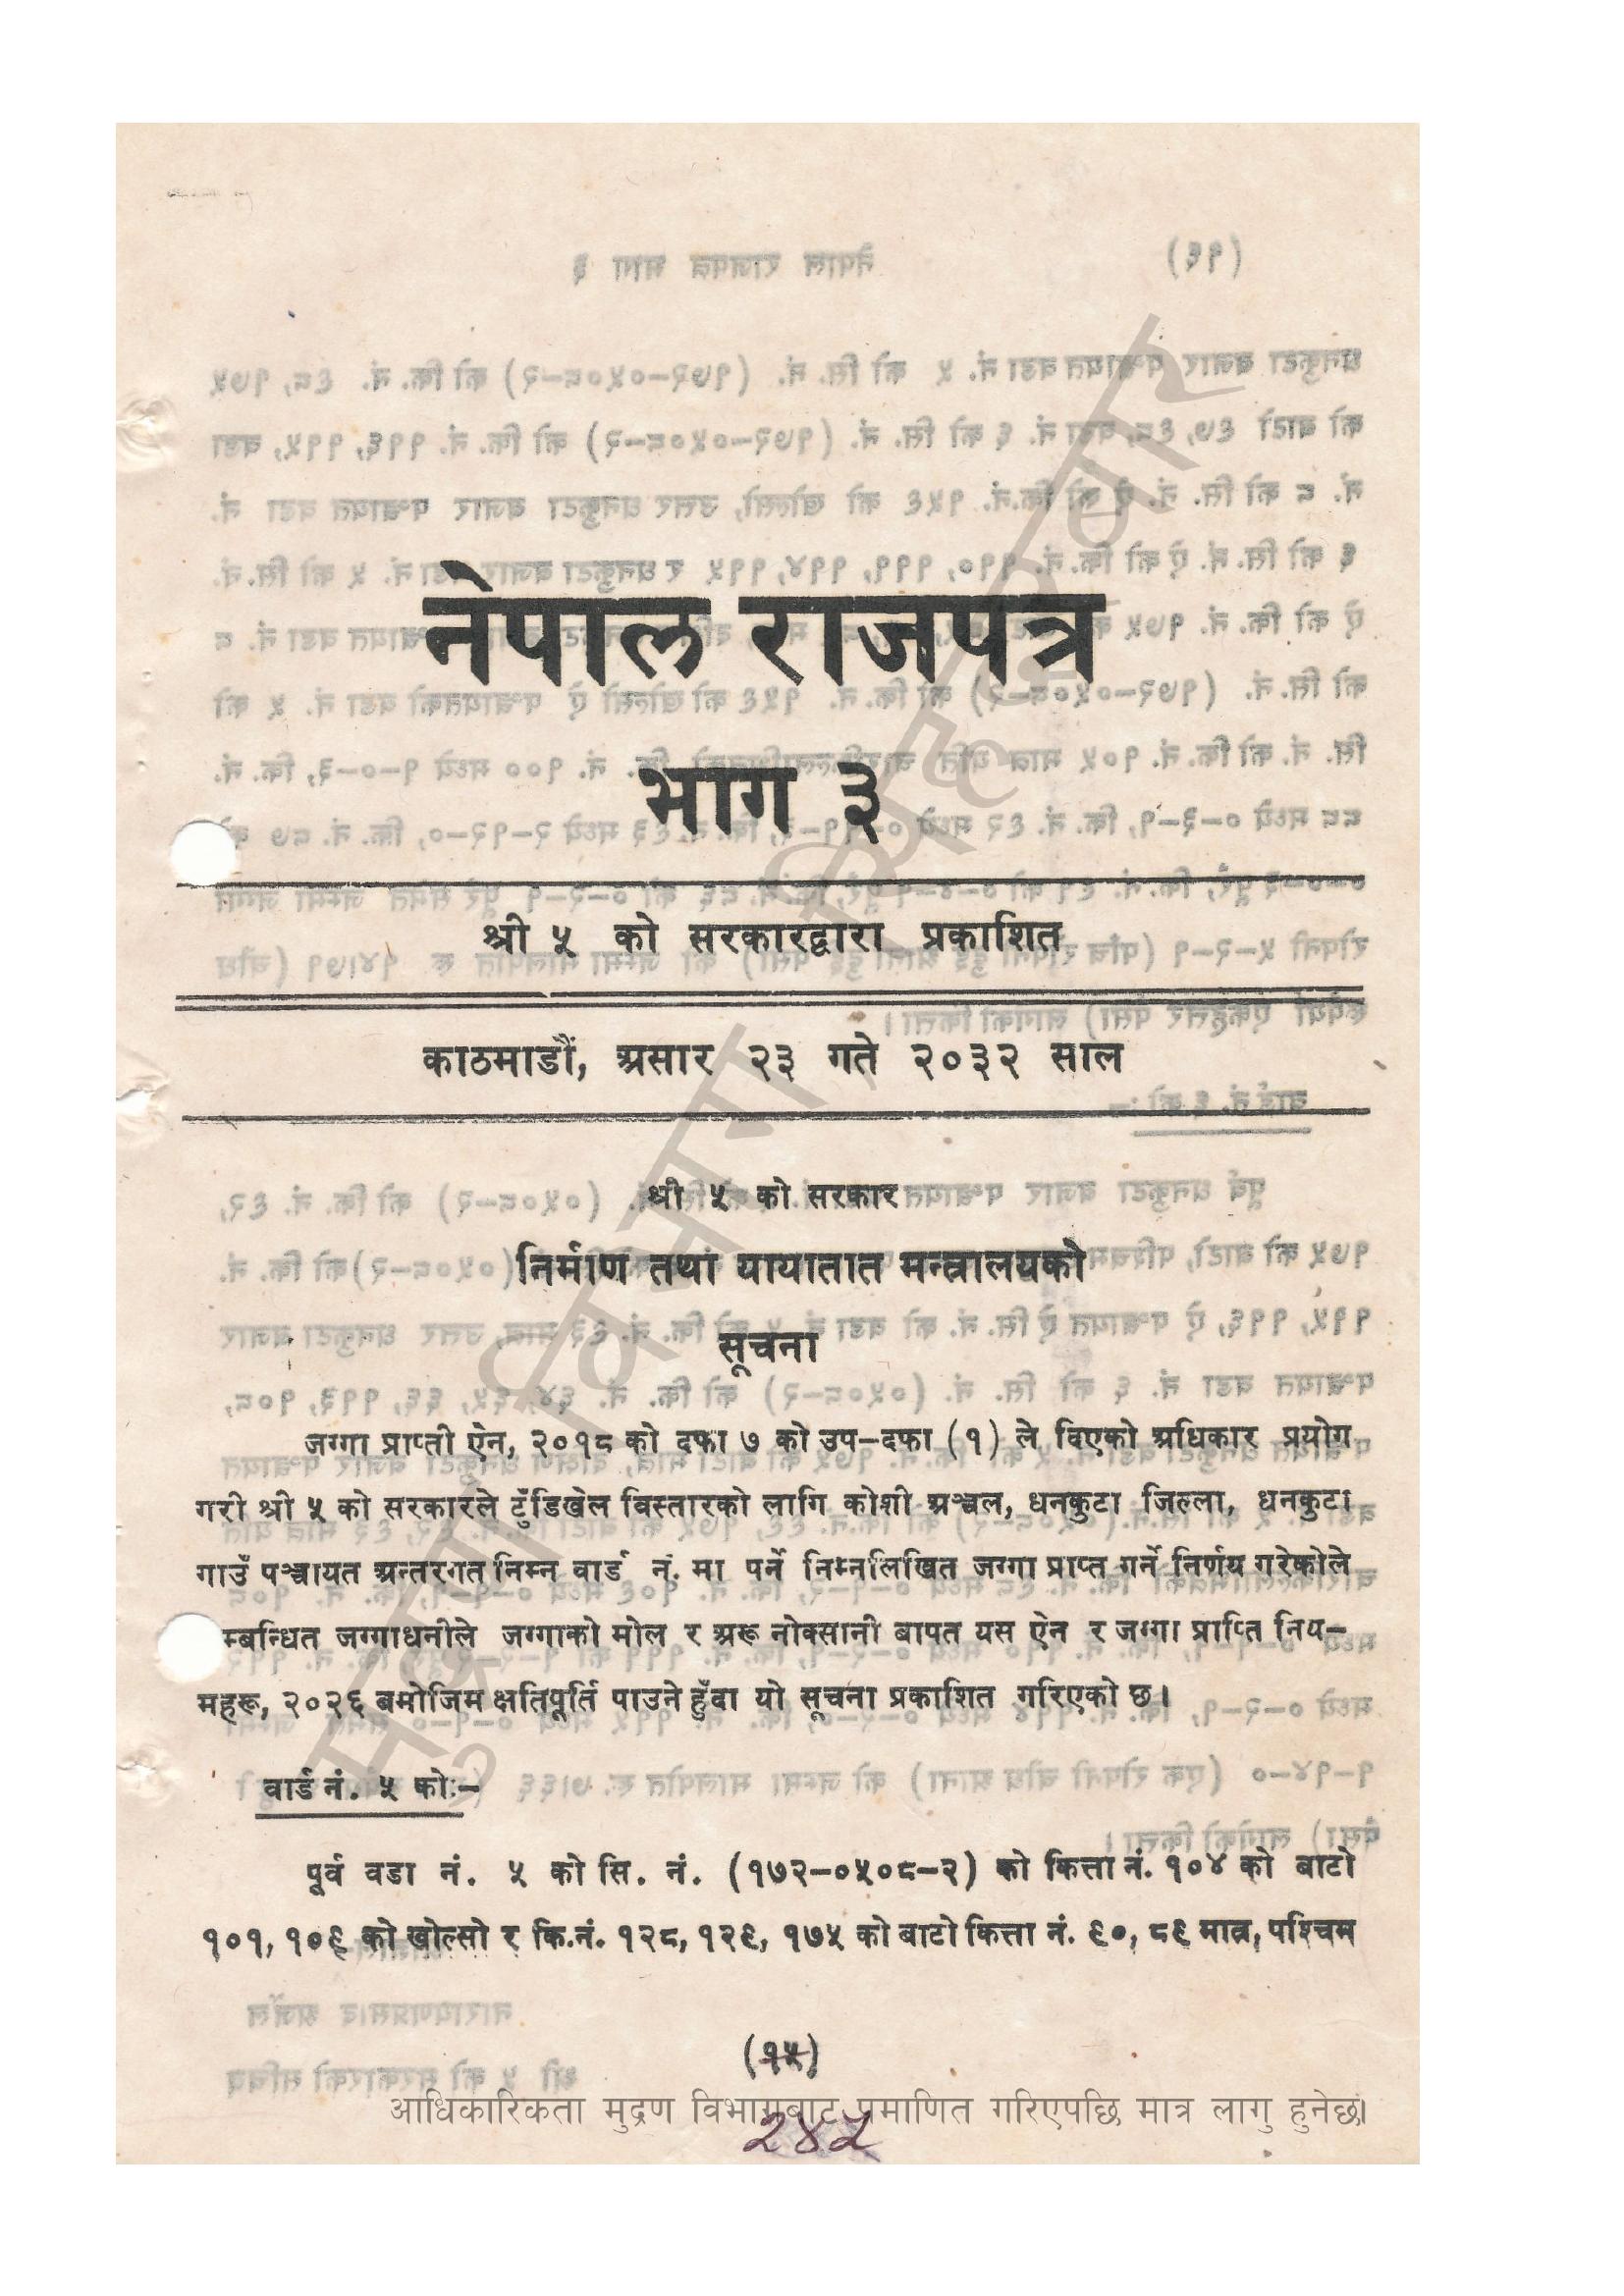 नेपाल राजपत्र
भाग ३
श्री ५ को सरकारद्वारा प्रकाशित
काठमाडौं, असार २३ गते २०३२ साल
श्री ५ को सरकार
निर्माण तथा यायातात मन्त्रालयको
सूचना
जग्गा प्राप्ती ऐन, २०१८ को दफा ७ को उप-दफा (१) ले दिएको अधिकार प्रयोग
गरी श्री ५ को सरकारले टुँडिखेल विस्तारको लागि कोशी अञ्चल, धनकुटा जिल्ला, धनकुटा
गाउँ पञ्चायत अन्तरगत निम्न वार्ड नं. मा पर्ने निम्नलिखित जग्गा प्राप्त गर्ने निर्णय गरेकोले
म्बन्धित जग्गाधनीले जग्गाको मोल र अरू नोक्सानी बापत यस ऐन र जग्गा प्राप्ति निय-
महरू, २०२६ बमोजिम क्षतिपूर्ति पाउने हुँदा यो सूचना प्रकाशित गरिएको छ।
वार्ड नं. ५ को:-
पूर्व वडा नं. ५ को सि. नं. (१७२-०५०८-२) को कित्ता नं. १०४ को बाटो
१०१, १०९ को खोल्सो र कि.नं. १२८, १२९, १७५ को बाटो कित्ता नं. ९०, ८९ मात्र, पश्चिम
(१५)
आधिकारिकता मुद्रण विभागबाट प्रमाणित गरिएपछि मात्र लागु हुनेछ।
२४५